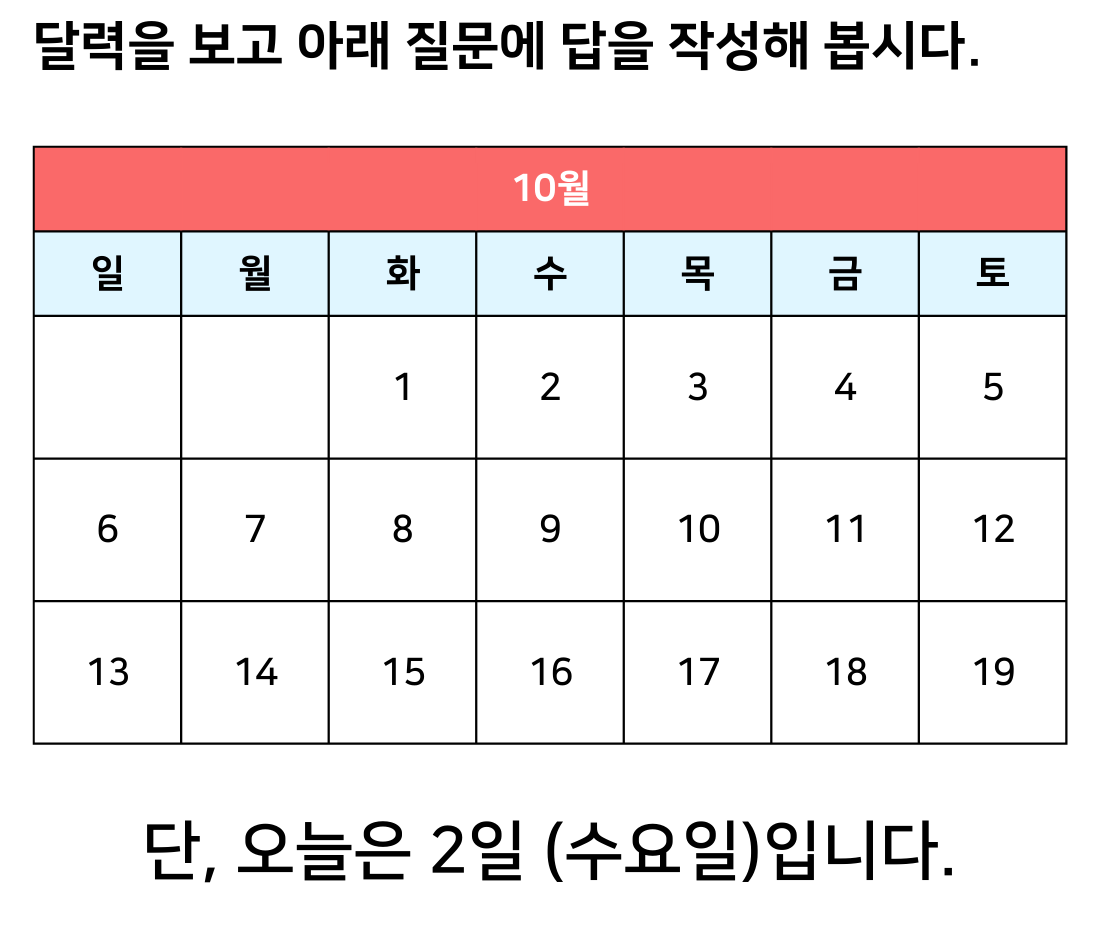 달력을 보고 아래 질문에 답을 작성해 봅시다.
10월
일 월 화 수 목 금 토
1 2 3 4 5
6 7 8 9 10 11 12
13 14 15 16 17 18 19
단, 오늘은 2일 (수요일)입니다.